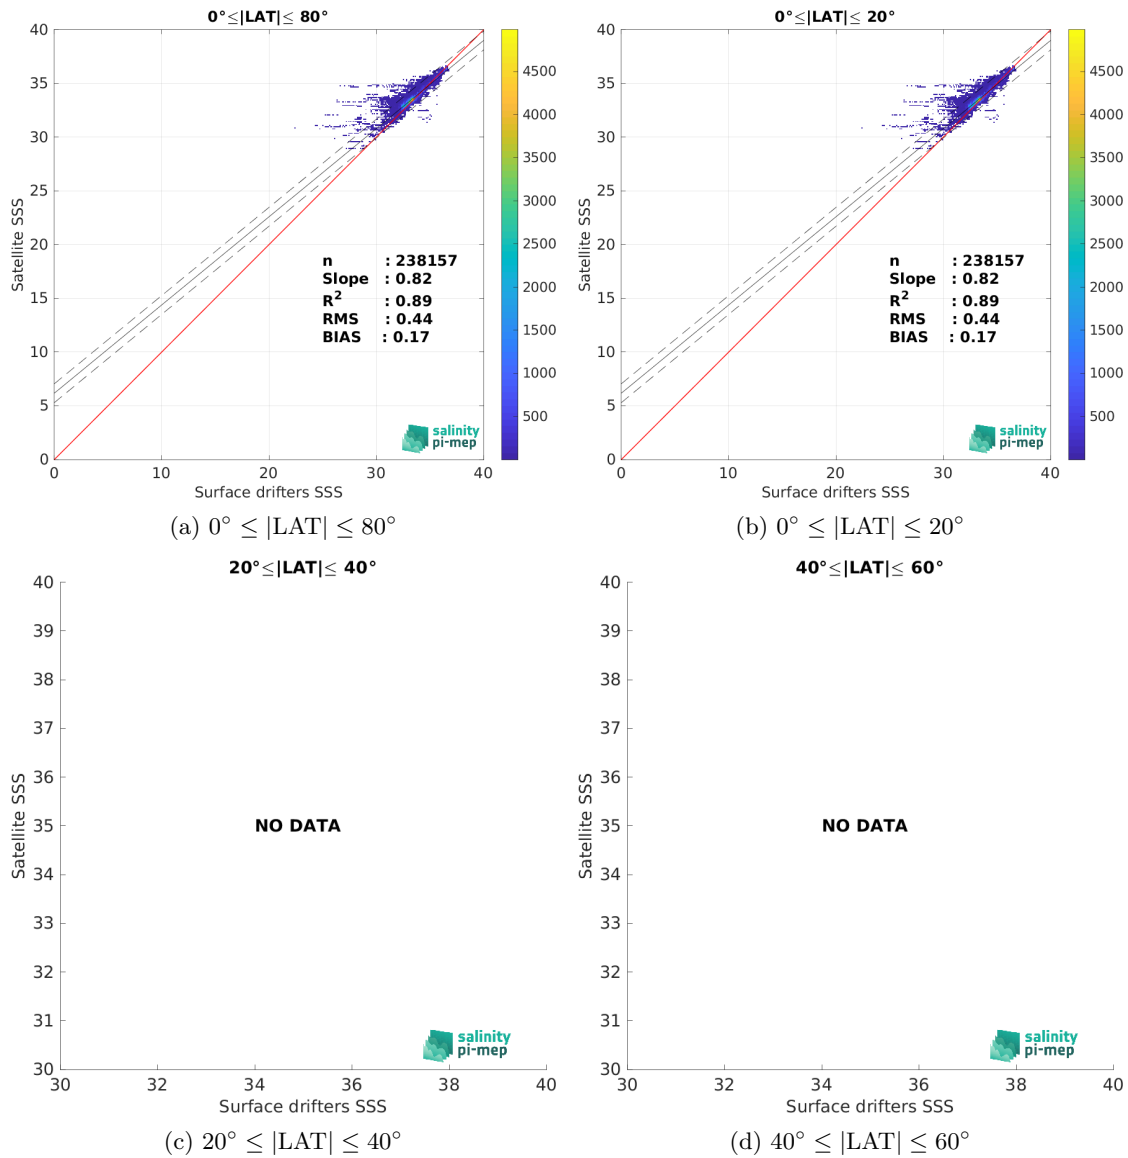 0°≤|LAT|≤ 80°
40
35
30
25
20
15
10
5
0
0
10
20
30
40
Satellite SSS
Surface drifters SSS
n : 238157
Slope : 0.82
R² : 0.89
RMS : 0.44
BIAS : 0.17
salinity
pi-mep
4500
4000
3500
3000
2500
2000
1500
1000
500
(a) 0° ≤ |LAT| ≤ 80°
0°≤|LAT|≤ 20°
40
35
30
25
20
15
10
5
0
0
10
20
30
40
Satellite SSS
Surface drifters SSS
n : 238157
Slope : 0.82
R² : 0.89
RMS : 0.44
BIAS : 0.17
salinity
pi-mep
4500
4000
3500
3000
2500
2000
1500
1000
500
(b) 0° ≤ |LAT| ≤ 20°
20°≤|LAT|≤ 40°
40
39
38
37
36
35
34
33
32
31
30
30
32
34
36
38
40
Satellite SSS
Surface drifters SSS
NO DATA
salinity
pi-mep
(c) 20° ≤ |LAT| ≤ 40°
40°≤|LAT|≤ 60°
40
39
38
37
36
35
34
33
32
31
30
30
32
34
36
38
40
Satellite SSS
Surface drifters SSS
NO DATA
salinity
pi-mep
(d) 40° ≤ |LAT| ≤ 60°